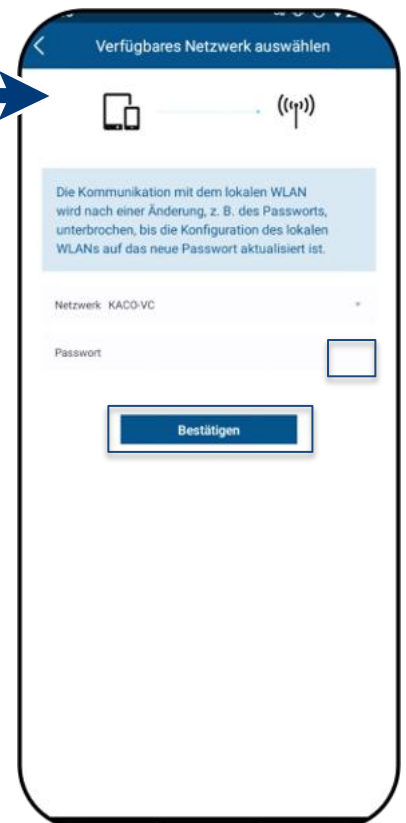 Verfügbares Netzwerk auswählen
Die Kommunikation mit dem lokalen WLAN
wird nach einer Änderung, z. B. des Passworts,
unterbrochen, bis die Konfiguration des lokalen
WLANs auf das neue Passwort aktualisiert ist.
Netzwerk KACO-VC
Passwort
Bestätigen